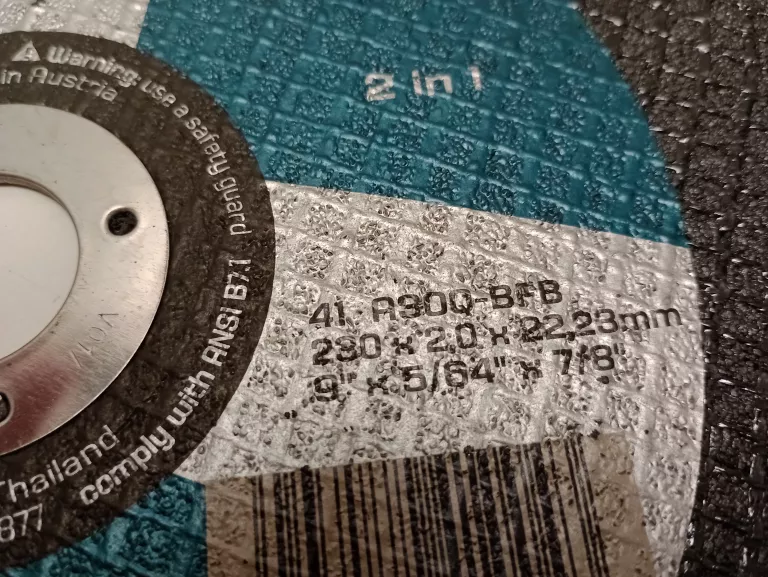 Warning: use a safety guard
in Austria
2 in 1
41 A30Q-BFB
230 x 2.0 x 22,23mm
9" x 5/64" x 7/8"
comply with ANSI B7.1
Thailand
877
V07/